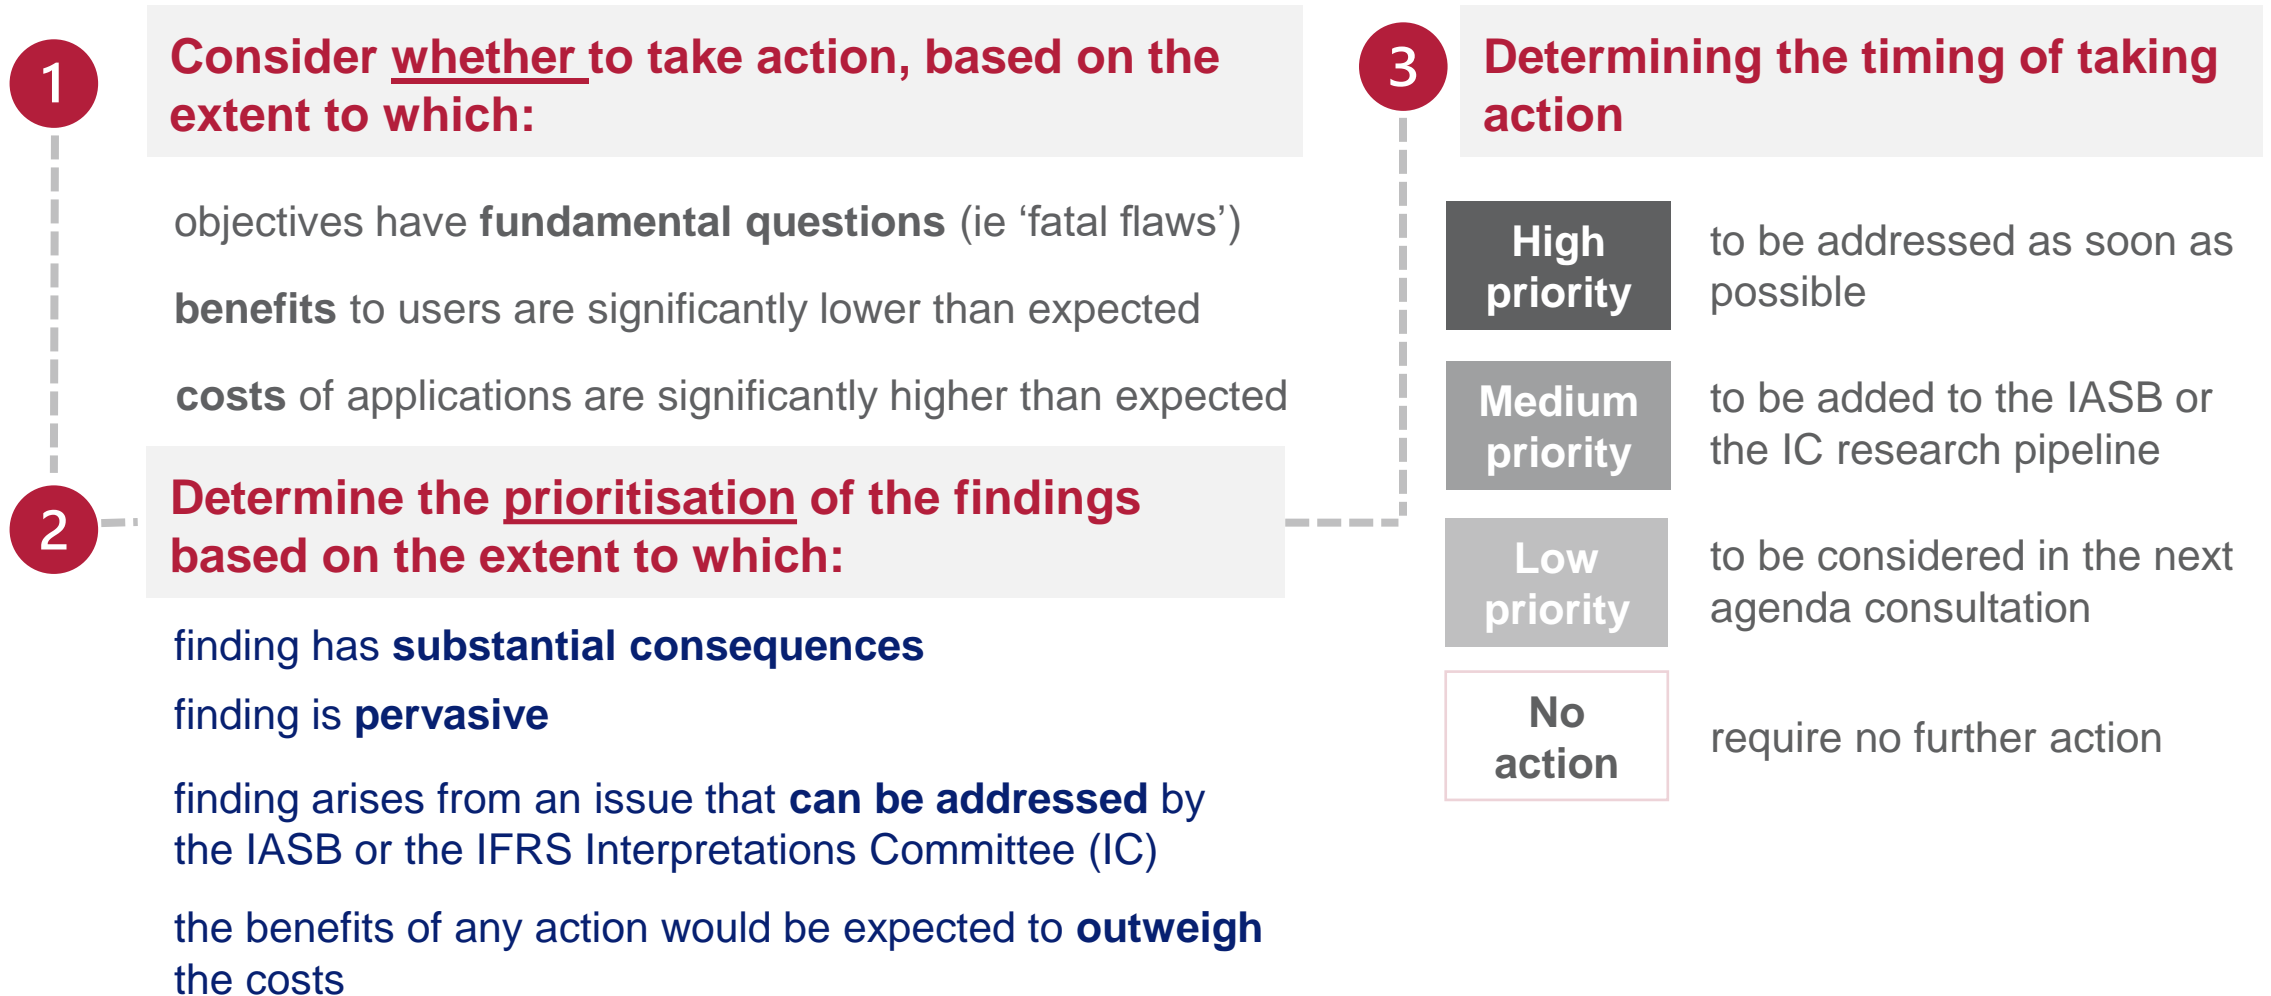 1
Consider whether to take action, based on the
extent to which:
objectives have fundamental questions (ie ‘fatal flaws’)
benefits to users are significantly lower than expected
costs of applications are significantly higher than expected
2
Determine the prioritisation of the findings
based on the extent to which:
finding has substantial consequences
finding is pervasive
finding arises from an issue that can be addressed by
the IASB or the IFRS Interpretations Committee (IC)
the benefits of any action would be expected to outweigh
the costs
3
Determining the timing of taking
action
High
priority
to be addressed as soon as
possible
Medium
priority
to be added to the IASB or
the IC research pipeline
Low
priority
to be considered in the next
agenda consultation
No
action
require no further action